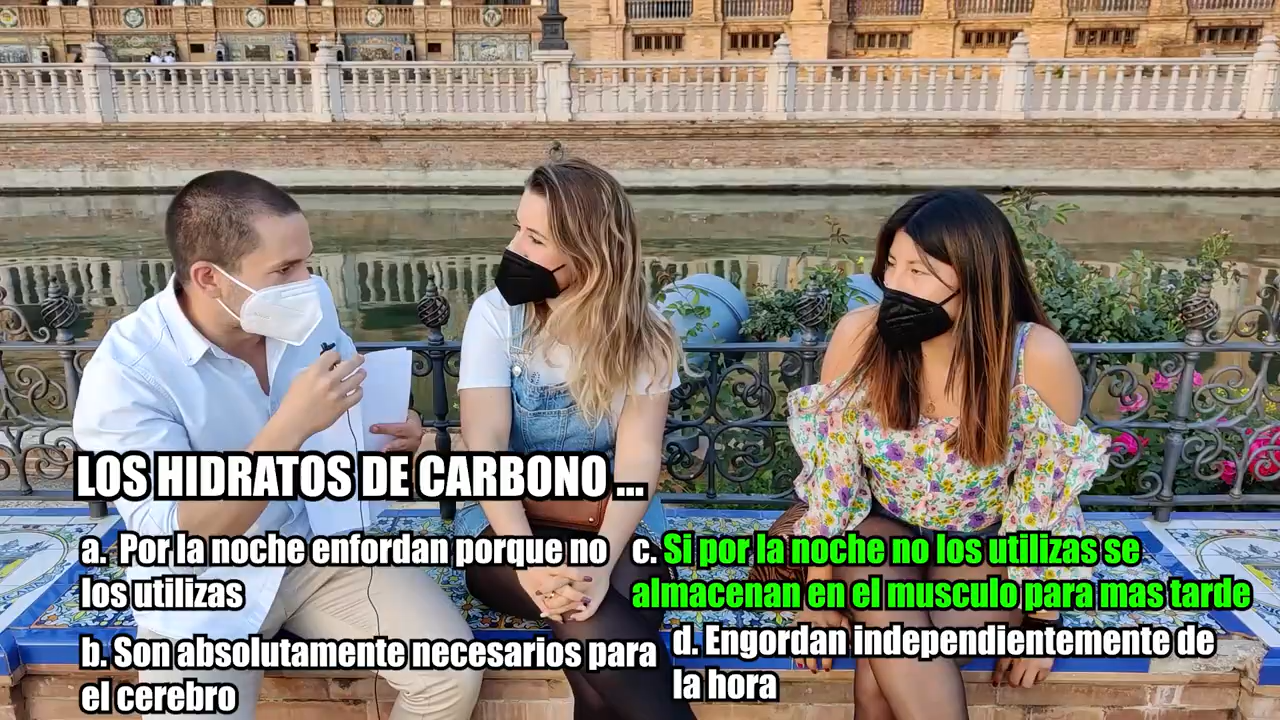 LOS HIDRATOS DE CARBONO ...
a. Por la noche enfordan porque no
los utilizas
b. Son absolutamente necesarios para
el cerebro
c. Si por la noche no los utilizas se
almacenan en el musculo para mas tarde
d. Engordan independientemente de
la hora